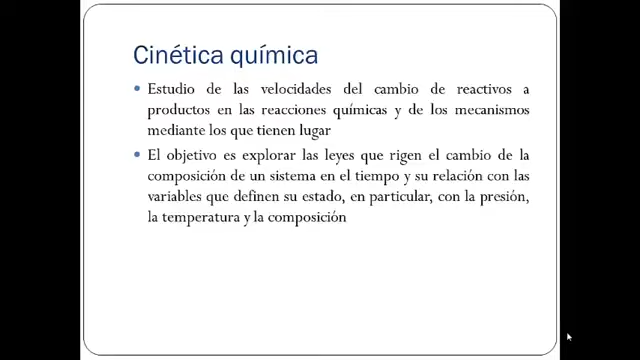 Cinética química
Estudio de las velocidades del cambio de reactivos a
productos en las reacciones químicas y de los mecanismos
mediante los que tienen lugar
El objetivo es explorar las leyes que rigen el cambio de la
composición de un sistema en el tiempo y su relación con las
variables que definen su estado, en particular, con la presión,
la temperatura y la composición